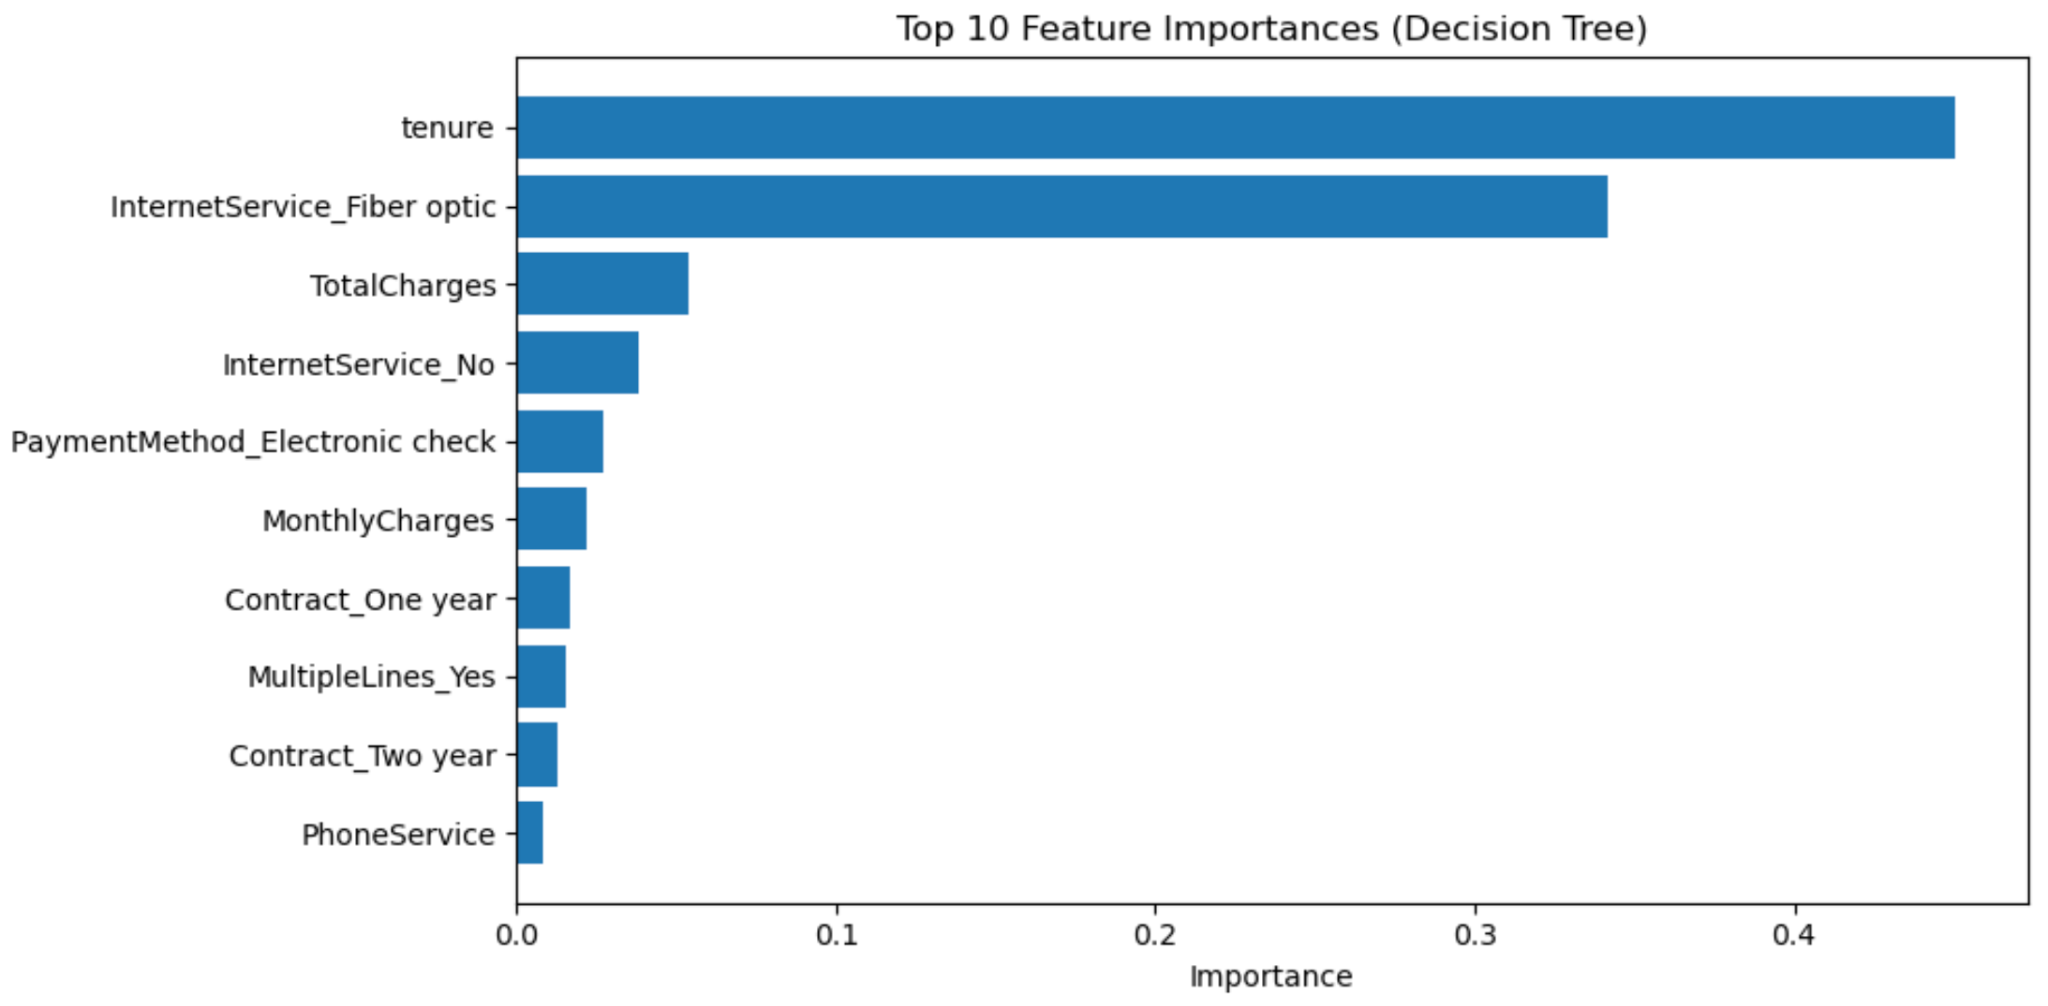 Top 10 Feature Importances (Decision Tree)
tenure
InternetService_Fiber optic
TotalCharges
InternetService_No
PaymentMethod_Electronic check
MonthlyCharges
Contract_One year
MultipleLines_Yes
Contract_Two year
PhoneService
0.0 0.1 0.2 0.3 0.4
Importance